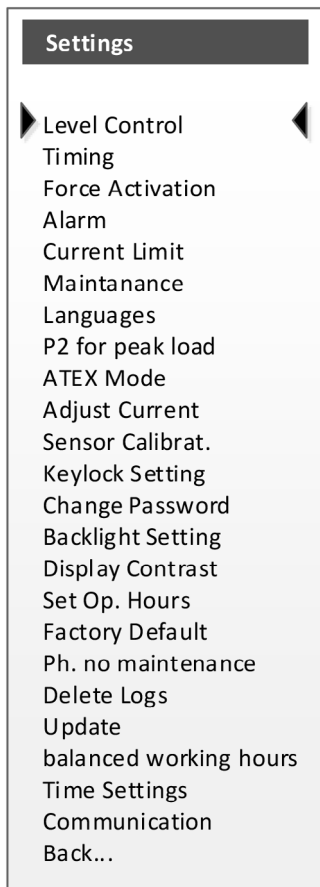 Settings
Level Control
Timing
Force Activation
Alarm
Current Limit
Maintanance
Languages
P2 for peak load
ATEX Mode
Adjust Current
Sensor Calibrat.
Keylock Setting
Change Password
Backlight Setting
Display Contrast
Set Op. Hours
Factory Default
Ph. no maintenance
Delete Logs
Update
balanced working hours
Time Settings
Communication
Back...